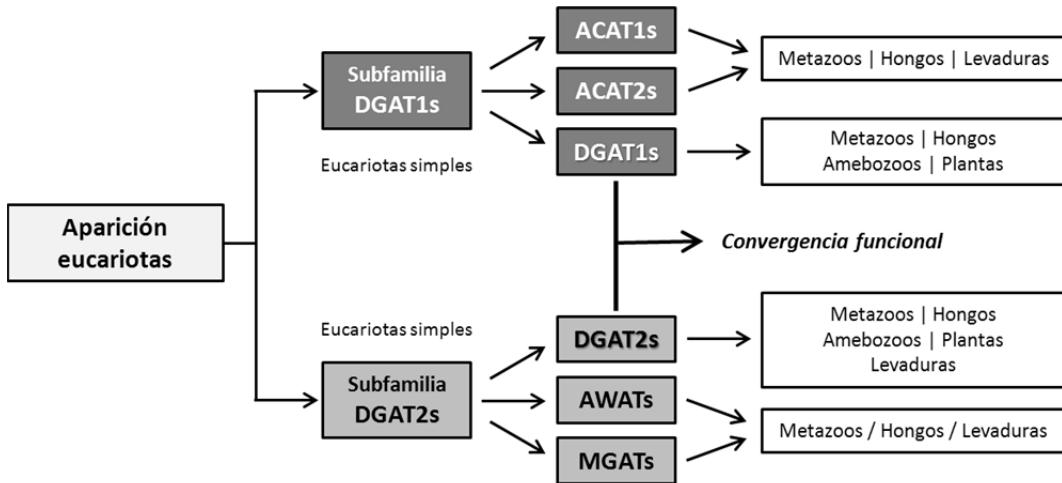 Aparición
eucariotas
Subfamilia
DGAT1s
Eucariotas simples
ACAT1s
ACAT2s
DGAT1s
Metazoos | Hongos | Levaduras
Metazoos | Hongos
Amebozoos | Plantas
Convergencia funcional
Eucariotas simples
Subfamilia
DGAT2s
DGAT2s
AWATs
MGATs
Metazoos | Hongos
Amebozoos | Plantas
Levaduras
Metazoos / Hongos / Levaduras